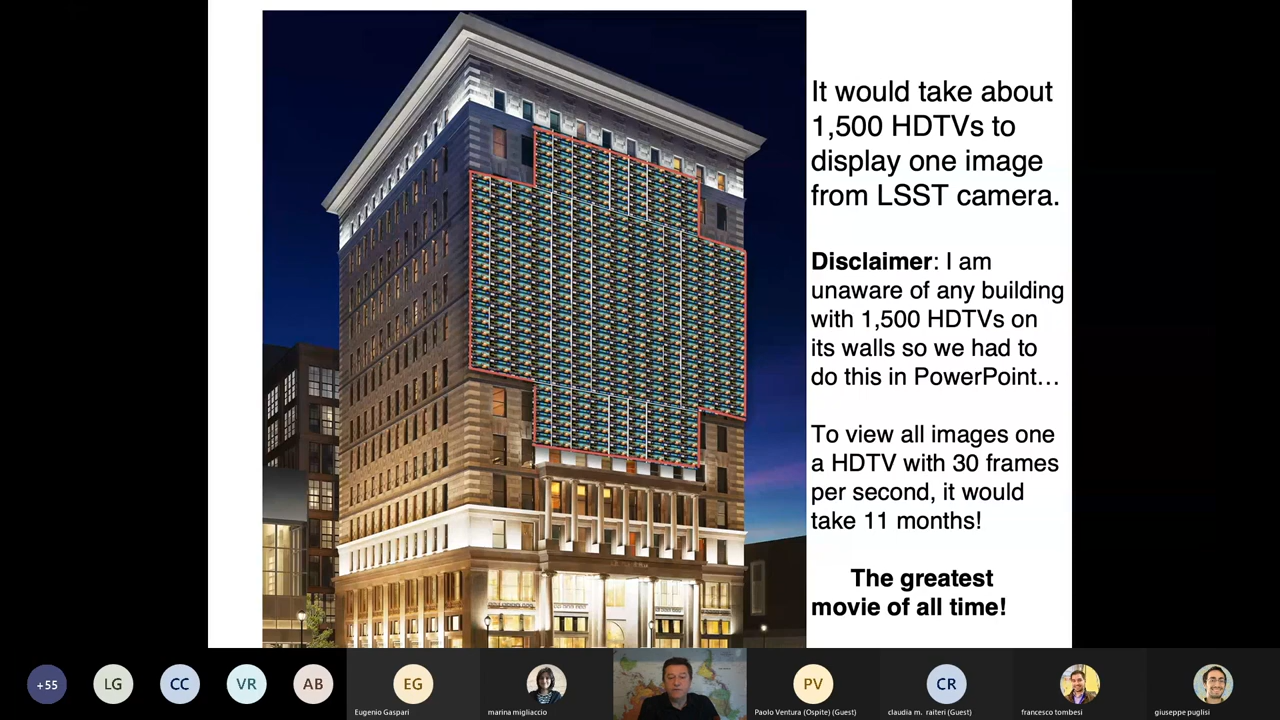 It would take about
1,500 HDTVs to
display one image
from LSST camera.
Disclaimer: I am
unaware of any building
with 1,500 HDTVs on
its walls so we had to
do this in PowerPoint…
To view all images one
a HDTV with 30 frames
per second, it would
take 11 months!
The greatest
movie of all time!
+55
LG
CC
VR
AB
EG
PV
CR
Eugenio Gaspari
marina migliaccio
Paolo Ventura (Ospite) (Guest)
claudia m. raiteri (Guest)
francesco tombesi
giuseppe puglisi